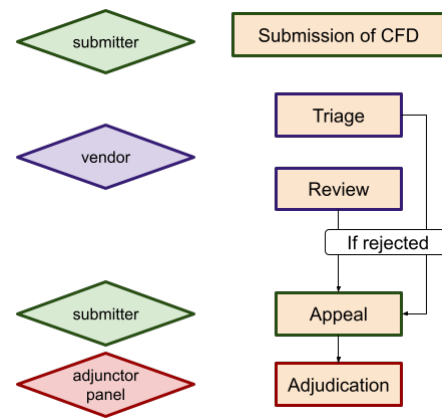 submitter
Submission of CFD
Triage
vendor
Review
If rejected
submitter
Appeal
adjunctor
panel
Adjudication